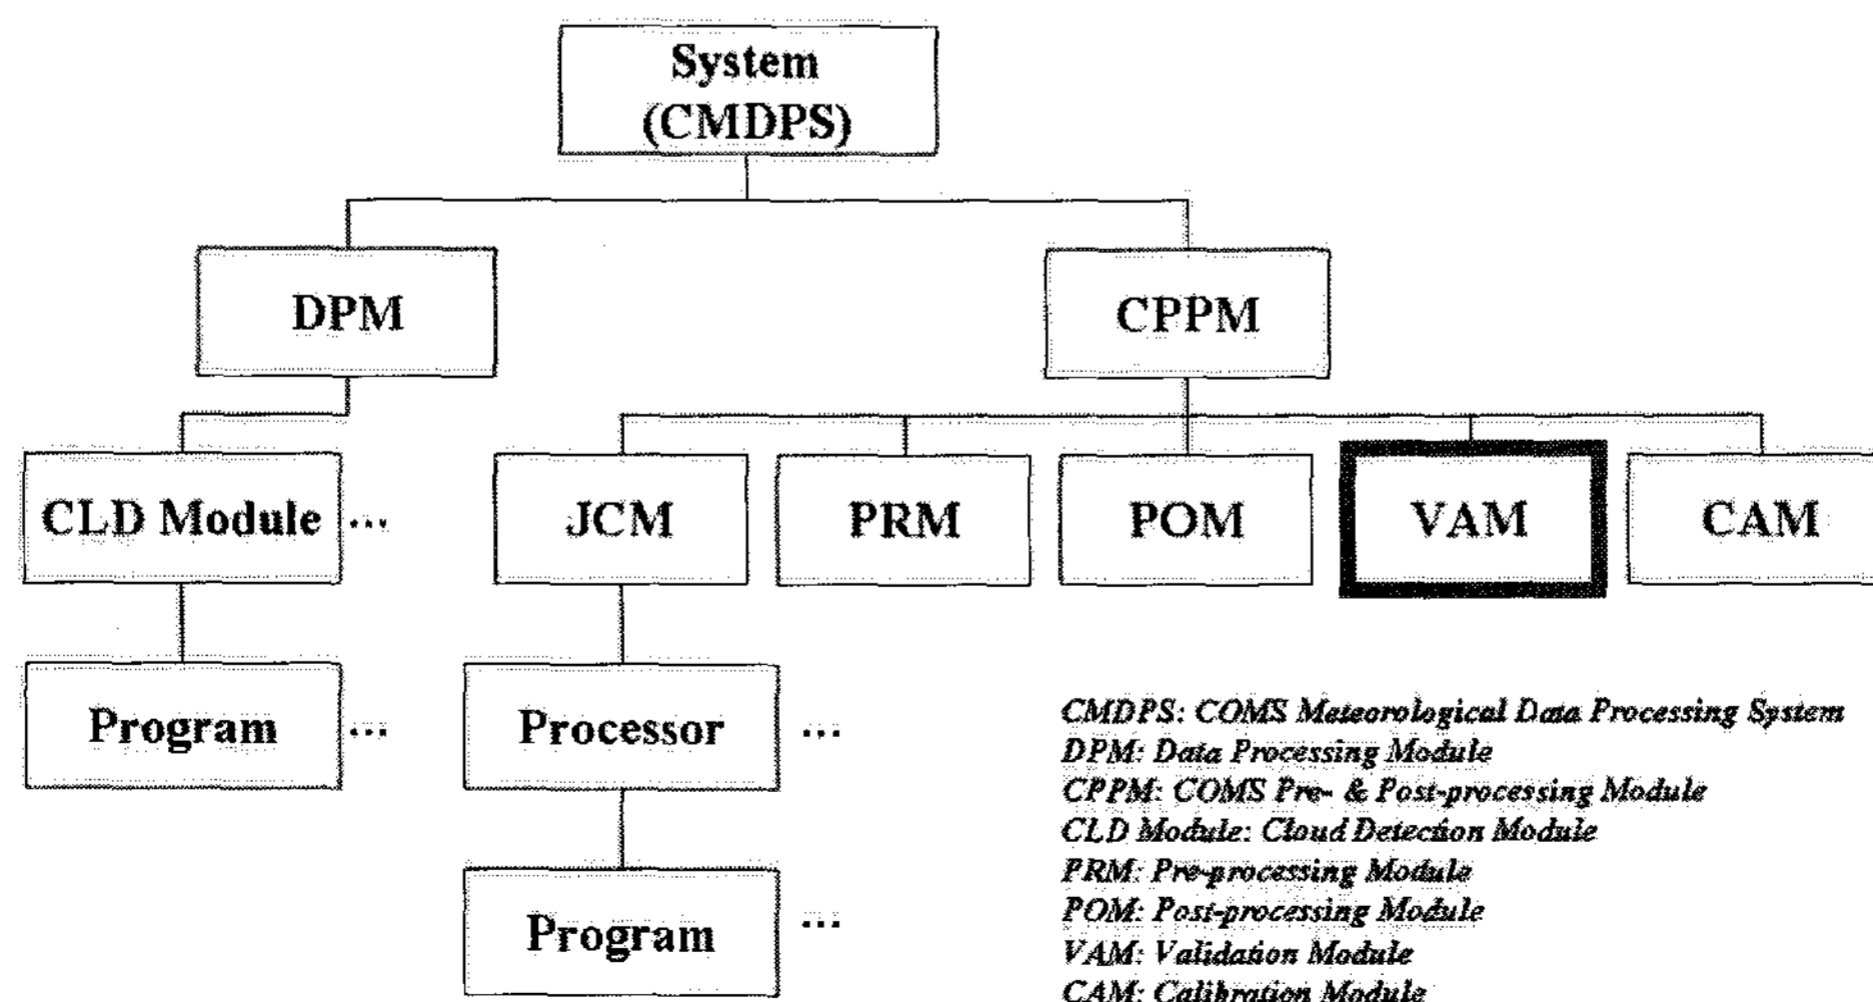 System
(CMDPS)
DPM
CPPM
CLD Module ...
JCM
PRM
POM
VAM
CAM
Program ...
Processor ...
Program ...
CMDPS: COMS Meteorological Data Processing System
DPM: Data Processing Module
CPPM: COMS Pre- & Post-processing Module
CLD Module: Cloud Detection Module
PRM: Pre-processing Module
POM: Post-processing Module
VAM: Validation Module
CAM: Calibration Module